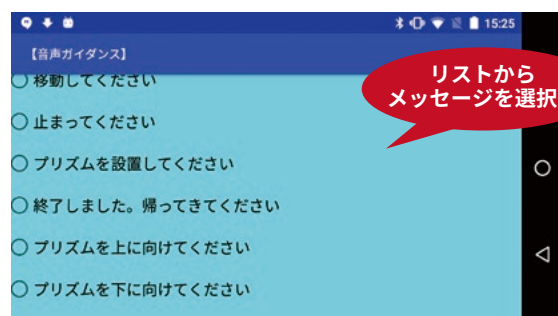 15:25
【音声ガイダンス】
移動してください
リストから
メッセージを選択
止まってください
プリズムを設置してください
終了しました。帰ってきてください
プリズムを上に向けてください
プリズムを下に向けてください